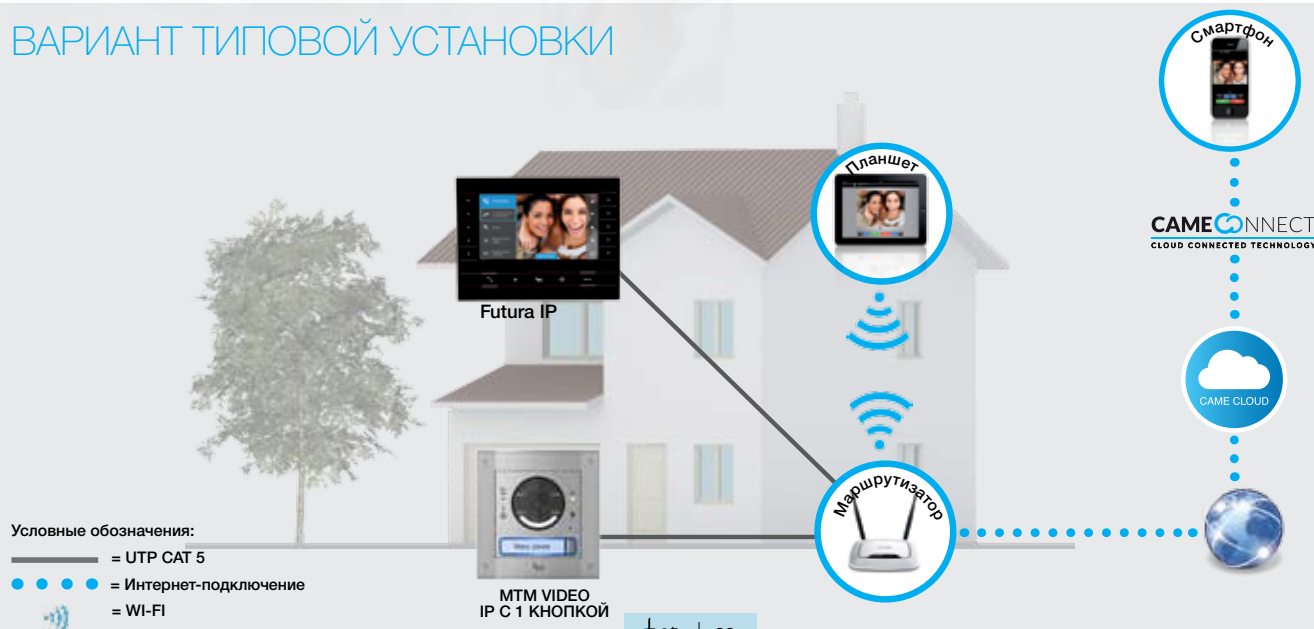 ВАРИАНТ ТИПОВОЙ УСТАНОВКИ
Смартфон
Планшет
CAMECONNECT
CLOUD CONNECTED TECHNOLOGY
Futura IP
CAME CLOUD
Маршрутизатор
Условные обозначения:
= UTP CAT 5
= Интернет-подключение
= WI-FI
MTM VIDEO
IP С 1 КНОПКОЙ